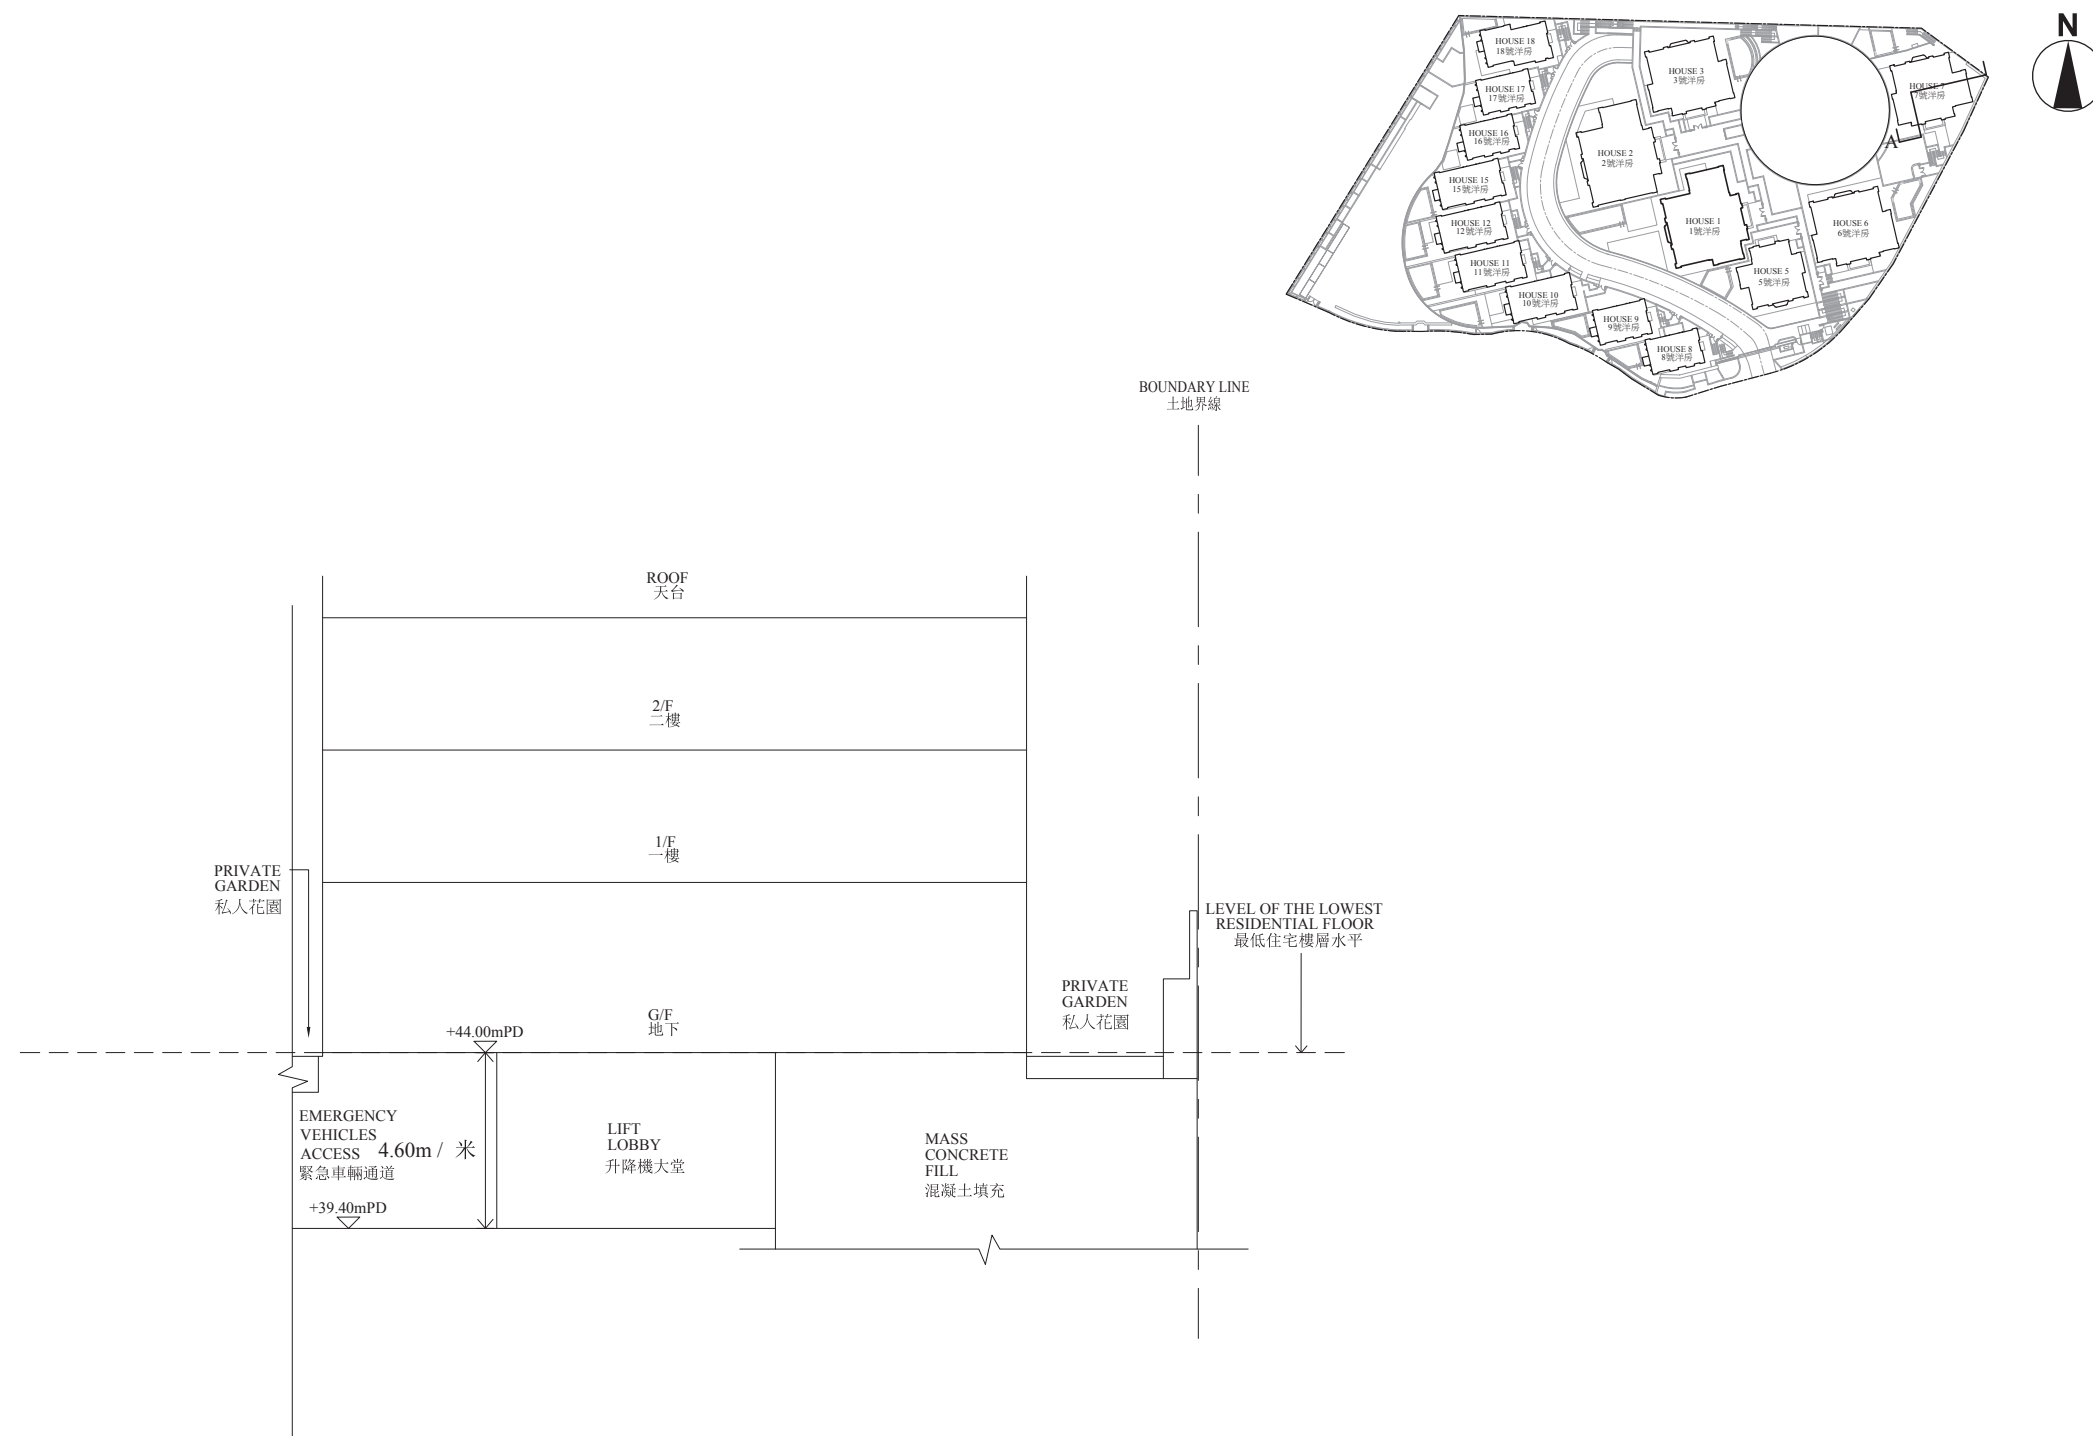 N
HOUSE 18
18號洋房
HOUSE 17
17號洋房
HOUSE 16
16號洋房
HOUSE 15
15號洋房
HOUSE 12
12號洋房
HOUSE 11
11號洋房
HOUSE 10
10號洋房
HOUSE 9
9號洋房
HOUSE 8
8號洋房
HOUSE 3
3號洋房
HOUSE 2
2號洋房
HOUSE 1
1號洋房
HOUSE 5
5號洋房
HOUSE 6
6號洋房
HOUSE 7
7號洋房
A
BOUNDARY LINE
土地界線
ROOF
天台
2/F
二樓
1/F
一樓
PRIVATE
GARDEN
私人花園
LEVEL OF THE LOWEST
RESIDENTIAL FLOOR
最低住宅樓層水平
PRIVATE
GARDEN
私人花園
G/F
地下
+44.00mPD
EMERGENCY
VEHICLES
ACCESS
緊急車輛通道
4.60m / 米
+39.40mPD
LIFT
LOBBY
升降機大堂
MASS
CONCRETE
FILL
混凝土填充